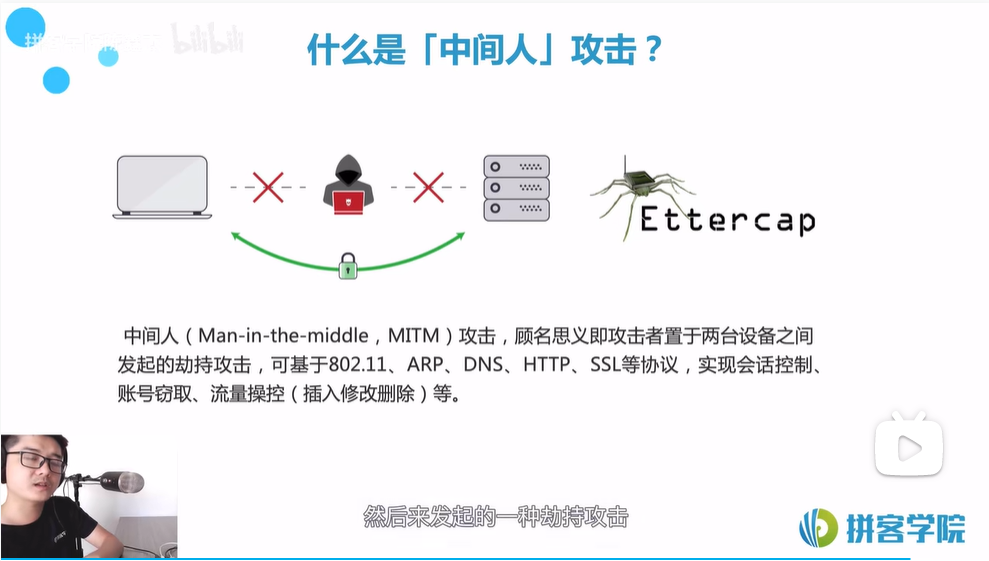 bilibili
什么是「中间人」攻击？
Ettercap
中间人（Man-in-the-middle，MITM）攻击，顾名思义即攻击者置于两台设备之间
发起的劫持攻击，可基于802.11、ARP、DNS、HTTP、SSL等协议，实现会话控制、
账号窃取、流量操控（插入修改删除）等。
然后来发起的一种劫持攻击
拼客学院